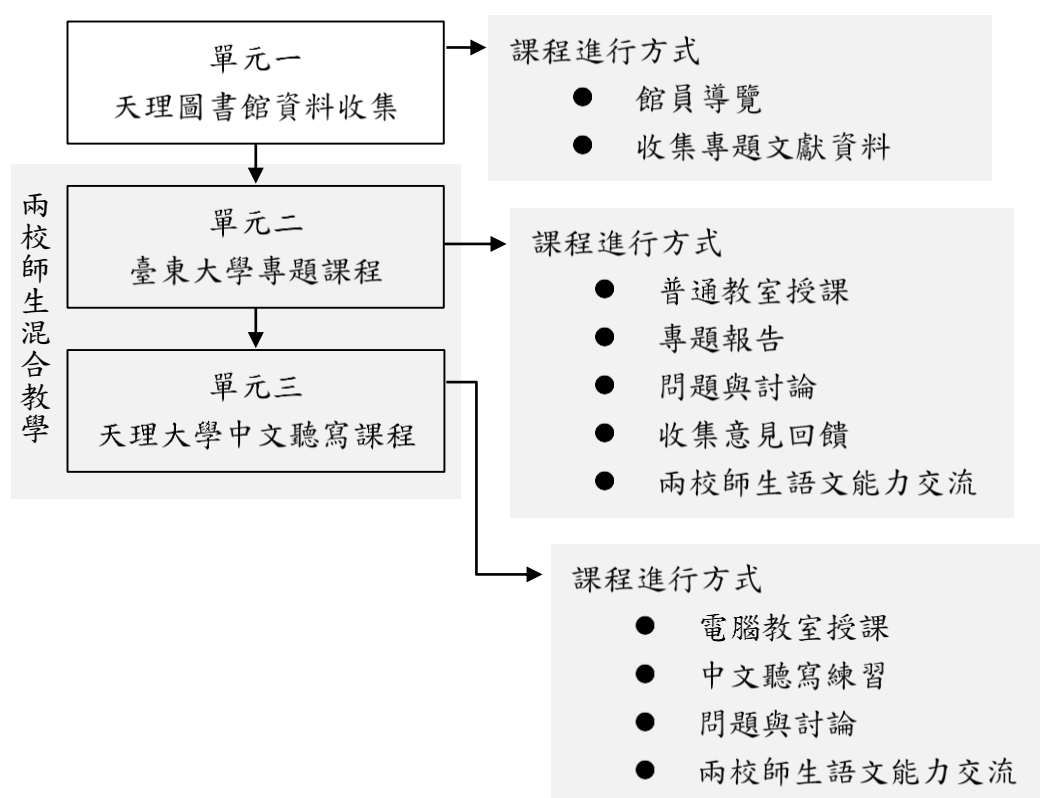 單元一
天理圖書館資料收集
課程進行方式
● 館員導覽
● 收集專題文獻資料
兩校師生混合教學
單元二
臺東大學專題課程
課程進行方式
● 普通教室授課
● 專題報告
● 問題與討論
● 收集意見回饋
● 兩校師生語文能力交流
單元三
天理大學中文聽寫課程
課程進行方式
● 電腦教室授課
● 中文聽寫練習
● 問題與討論
● 兩校師生語文能力交流